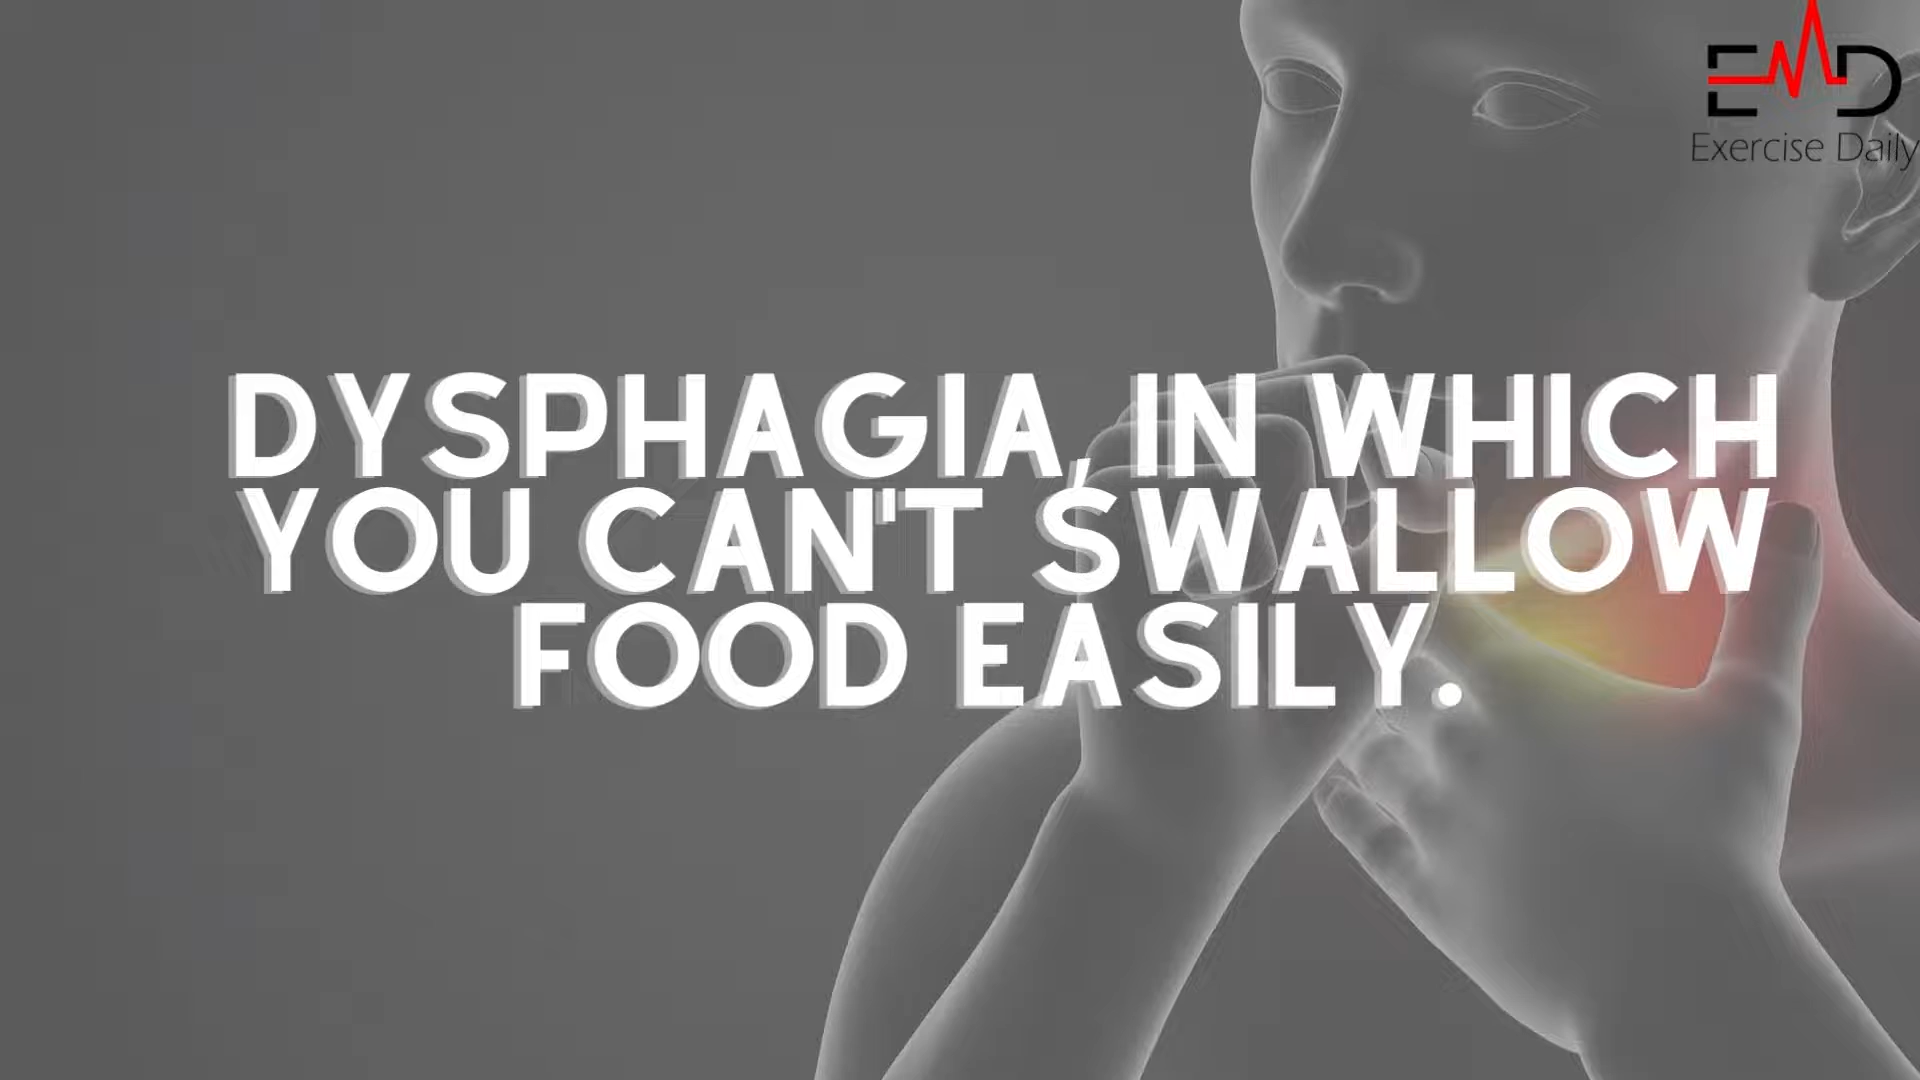 EMD
Exercise Daily
DYSPHAGIA, IN WHICH
YOU CAN'T SWALLOW
FOOD EASILY.